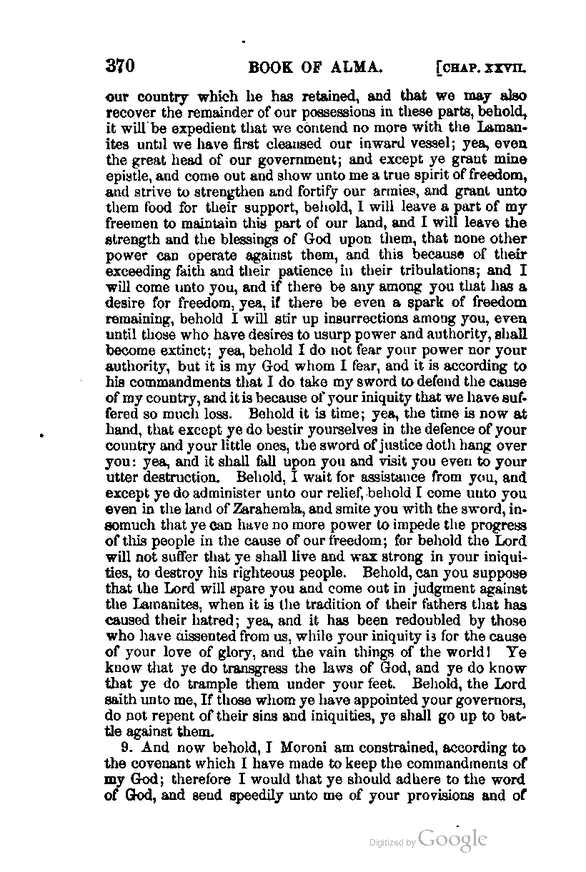 370 BOOK OF ALMA. [CHAP. XXVII.
our country which he has retained, and that we may also
recover the remainder of our possessions in these parts, behold,
it will be expedient that we contend no more with the Laman-
ites until we have first cleansed our inward vessel; yea, even
the great head of our government; and except ye grant mine
epistle, and come out and show unto me a true spirit of freedom,
and strive to strengthen and fortify our armies, and grant unto
them food for their support, behold, I will leave a part of my
freemen to maintain this part of our land, and I will leave the
strength and the blessings of God upon them, that none other
power can operate against them, and this because of their
exceeding faith and their patience in their tribulations; and I
will come unto you, and if there be any among you that has a
desire for freedom, yea, if there be even a spark of freedom
remaining, behold I will stir up insurrections among you, even
until those who have desires to usurp power and authority, shall
become extinct; yea, behold I do not fear your power nor your
authority, but it is my God whom I fear, and it is according to
his commandments that I do take my sword to defend the cause
of my country, and it is because of your iniquity that we have suf-
fered so much loss. Behold it is time; yea, the time is now at
hand, that except ye do bestir yourselves in the defence of your
country and your little ones, the sword of justice doth hang over
you: yea, and it shall fall upon you and visit you even to your
utter destruction. Behold, I wait for assistance from you, and
except ye do administer unto our relief, behold I come unto you
even in the land of Zarahemla, and smite you with the sword, in-
somuch that ye can have no more power to impede the progress
of this people in the cause of our freedom; for behold the Lord
will not suffer that ye shall live and wax strong in your iniqui-
ties, to destroy his righteous people. Behold, can you suppose
that the Lord will spare you and come out in judgment against
the Lamanites, when it is the tradition of their fathers that has
caused their hatred; yea, and it has been redoubled by those
who have dissented from us, while your iniquity is for the cause
of your love of glory, and the vain things of the world! Ye
know that ye do transgress the laws of God, and ye do know
that ye do trample them under your feet. Behold, the Lord
saith unto me, If those whom ye have appointed your governors,
do not repent of their sins and iniquities, ye shall go up to bat-
tle against them.
9. And now behold, I Moroni am constrained, according to
the covenant which I have made to keep the commandments of
my God; therefore I would that ye should adhere to the word
of God, and send speedily unto me of your provisions and of
Digitized by Google